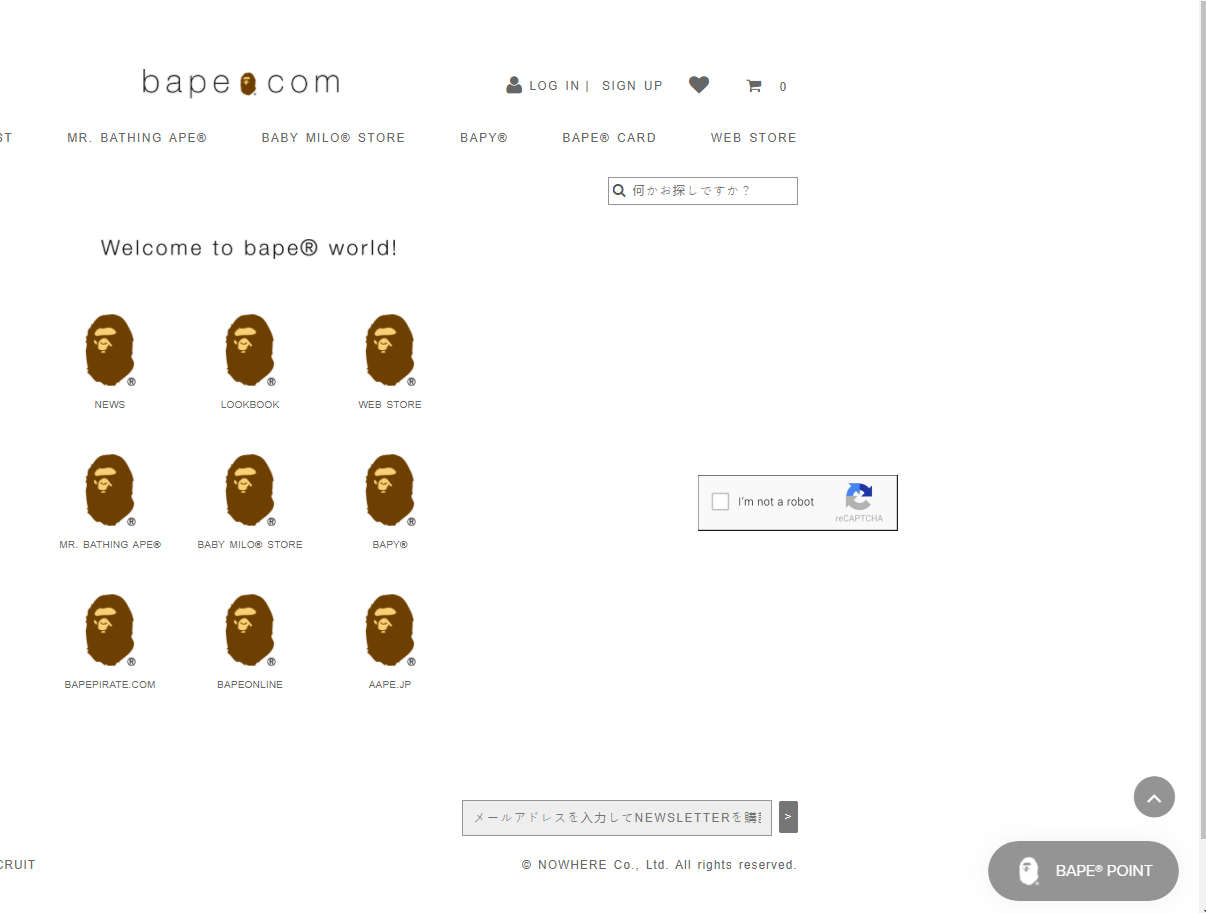 bape com
LOG IN | SIGN UP
0
ST MR. BATHING APE® BABY MILO® STORE BAPY® BAPE® CARD WEB STORE
何かお探しですか？
Welcome to bape® world!
® ® ®
NEWS LOOKBOOK WEB STORE
® ® ®
MR. BATHING APE® BABY MILO® STORE BAPY®
I'm not a robot
reCAPTCHA
® ® ®
BAPEPIRATE.COM BAPEONLINE AAPE.JP
メールアドレスを入力してNEWSLETTERを購 >
CRUIT © NOWHERE Co., Ltd. All rights reserved.
BAPE® POINT